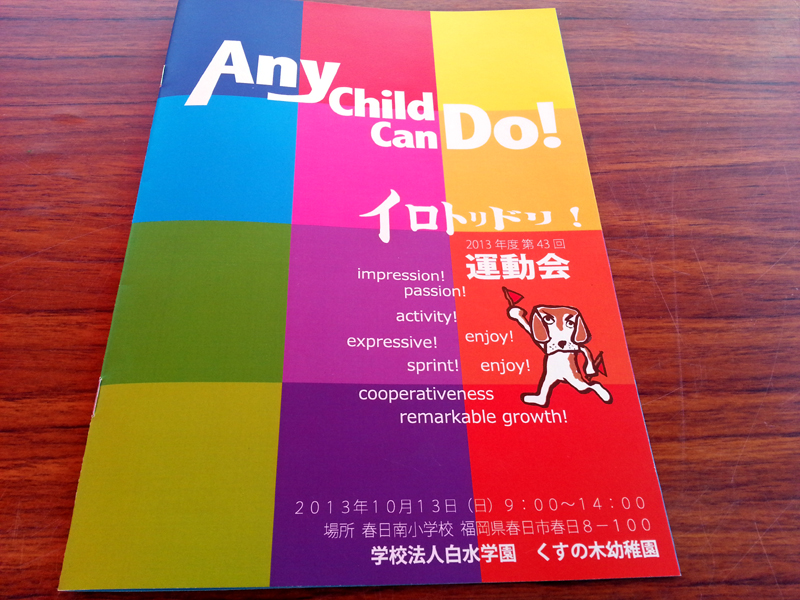 Any
Child
Can
Do!
イロトリドリ！
2013年度 第43回
運動会
impression!
passion!
activity!
expressive!
enjoy!
sprint!
enjoy!
cooperativeness
remarkable growth!
２０１３年１０月１３日（日）９：００～１４：００
場所 春日南小学校 福岡県春日市春日８－１００
学校法人白水学園　くすの木幼稚園